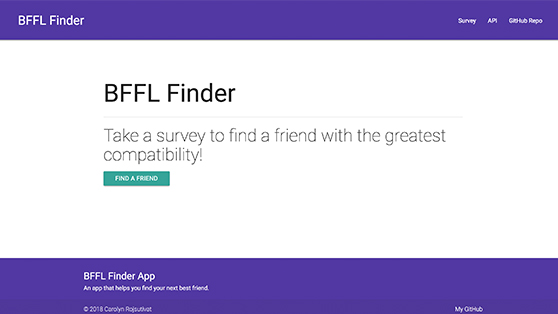 BFFL Finder
Survey API GitHub Repo
BFFL Finder
Take a survey to find a friend with the greatest
compatibility!
FIND A FRIEND
BFFL Finder App
An app that helps you find your next best friend.
© 2018 Carolyn Rojsutivat
My GitHub